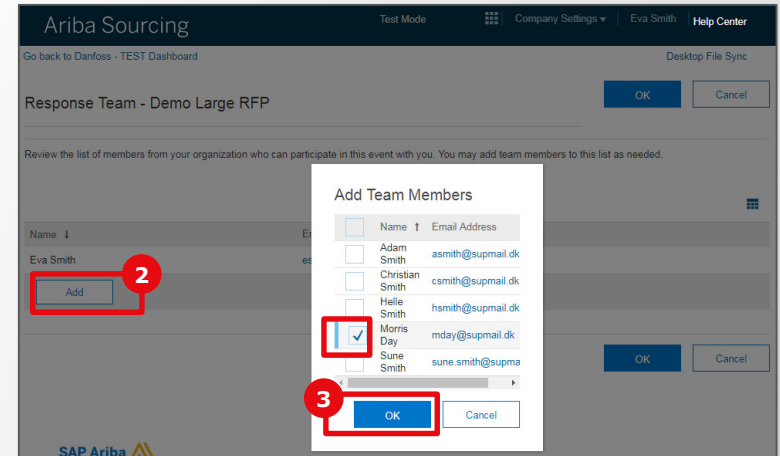 Ariba Sourcing
Test Mode
Company Settings
Eva Smith
Help Center
Go back to Danfoss - TEST Dashboard
Desktop File Sync
Response Team - Demo Large RFP
OK
Cancel
Review the list of members from your organization who can participate in this event with you. You may add team members to this list as needed.
Name ↓
Eva Smith
2
Add
Add Team Members
Name ↑
Email Address
Adam
Smith
asmith@supmail.dk
Christian
Smith
csmith@supmail.dk
Helle
Smith
hsmith@supmail.dk
Morris
Day
mday@supmail.dk
Sune
Smith
sune.smith@supma
3
OK
Cancel
OK
Cancel
SAP Ariba